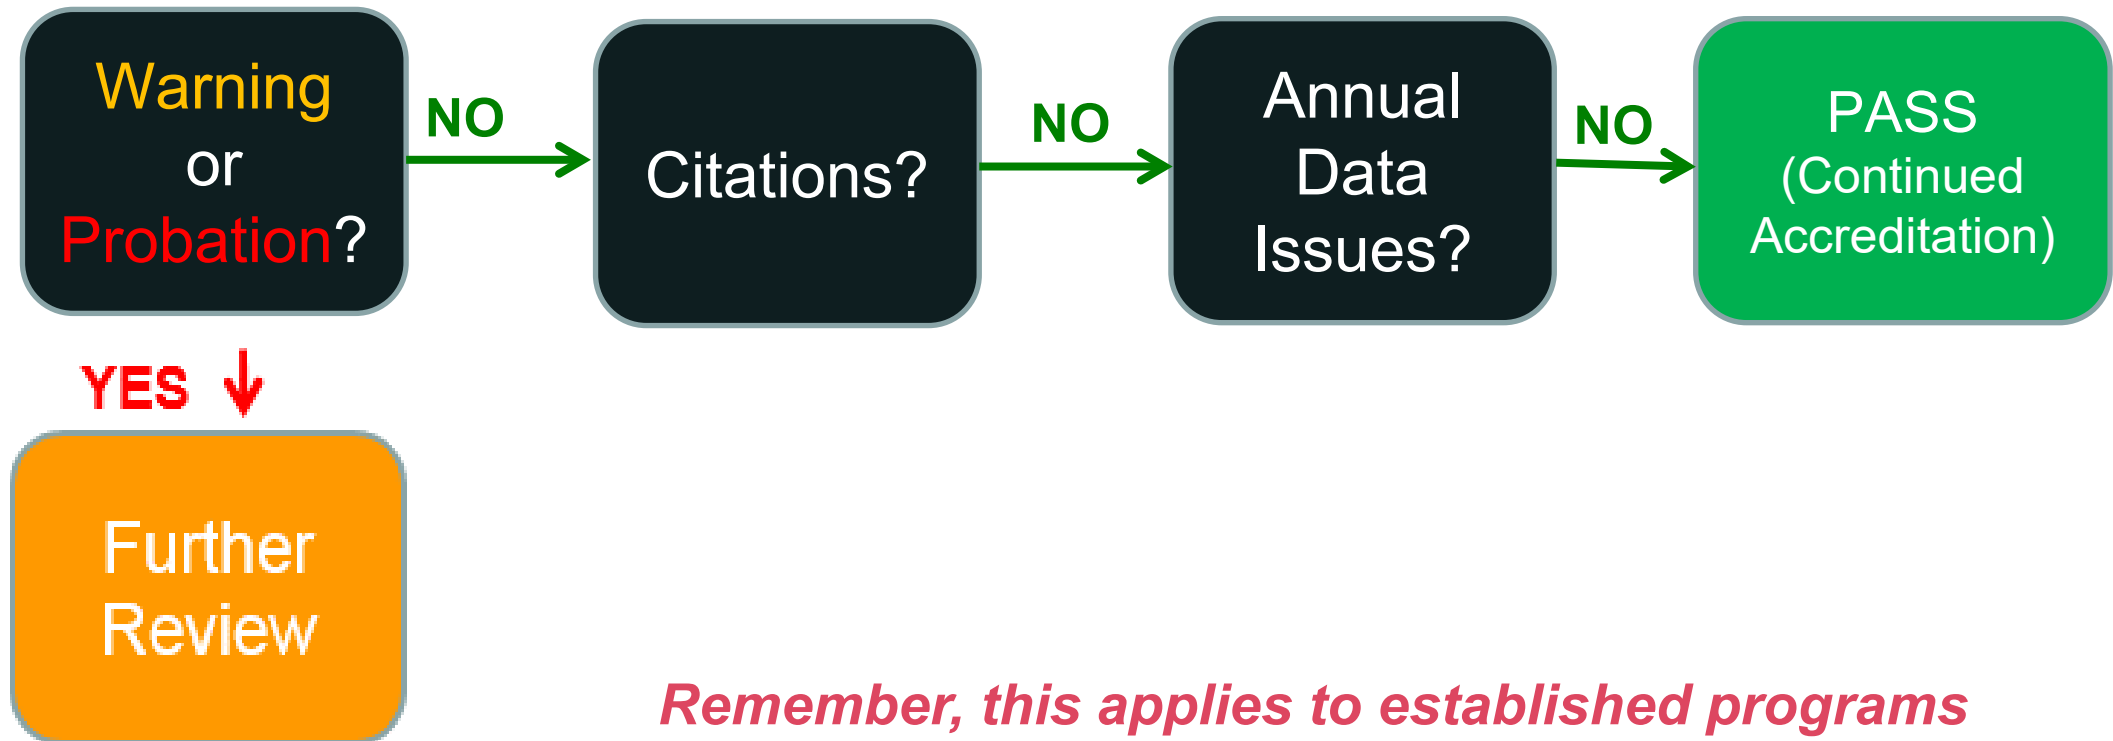 Warning
or
Probation?
NO
Citations?
NO
Annual
Data
Issues?
NO
PASS
(Continued
Accreditation)
YES
Further
Review
Remember, this applies to established programs